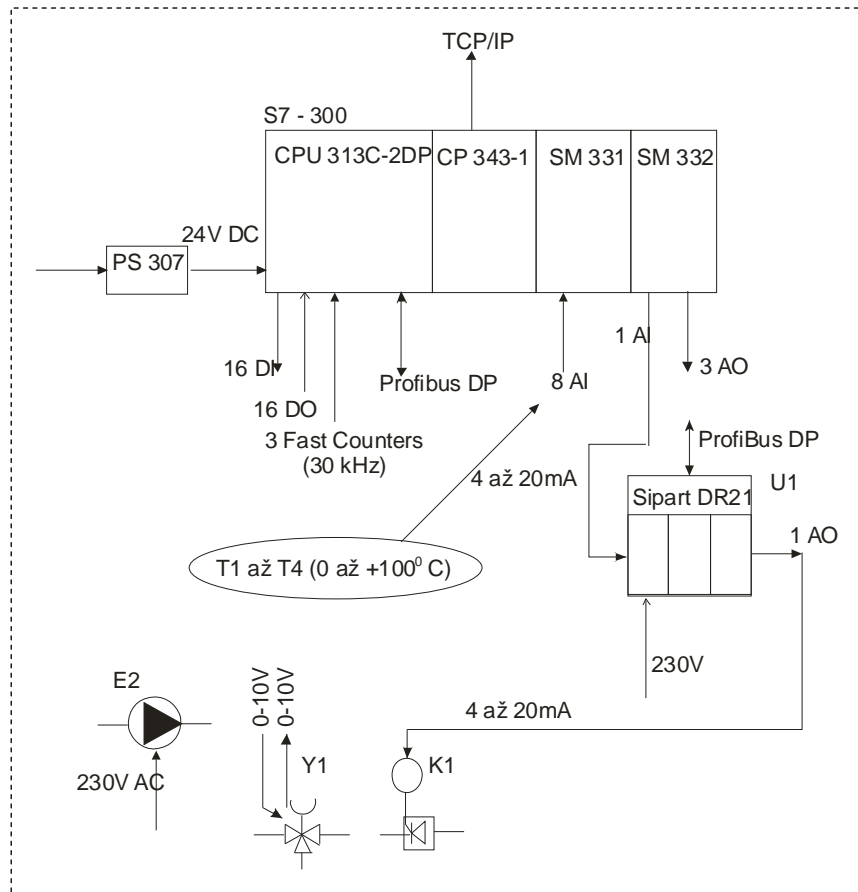 TCP/IP
S7 - 300
CPU 313C-2DP
CP 343-1
SM 331
SM 332
24V DC
PS 307
16 DI
16 DO
3 Fast Counters
(30 kHz)
Profibus DP
8 AI
1 AI
3 AO
4 až 20mA
ProfiBus DP
U1
Sipart DR21
1 AO
T1 až T4 (0 až +100⁰ C)
230V
E2
230V AC
0-10V
0-10V
Y1
4 až 20mA
K1